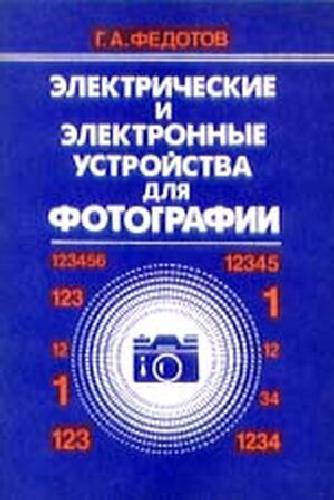 Г. А. ФЕДОТОВ
ЭЛЕКТРИЧЕСКИЕ
И
ЭЛЕКТРОННЫЕ
УСТРОЙСТВА
ДЛЯ
ФОТОГРАФИИ
123456 12345
123 1
12 12
1 34
123 1234